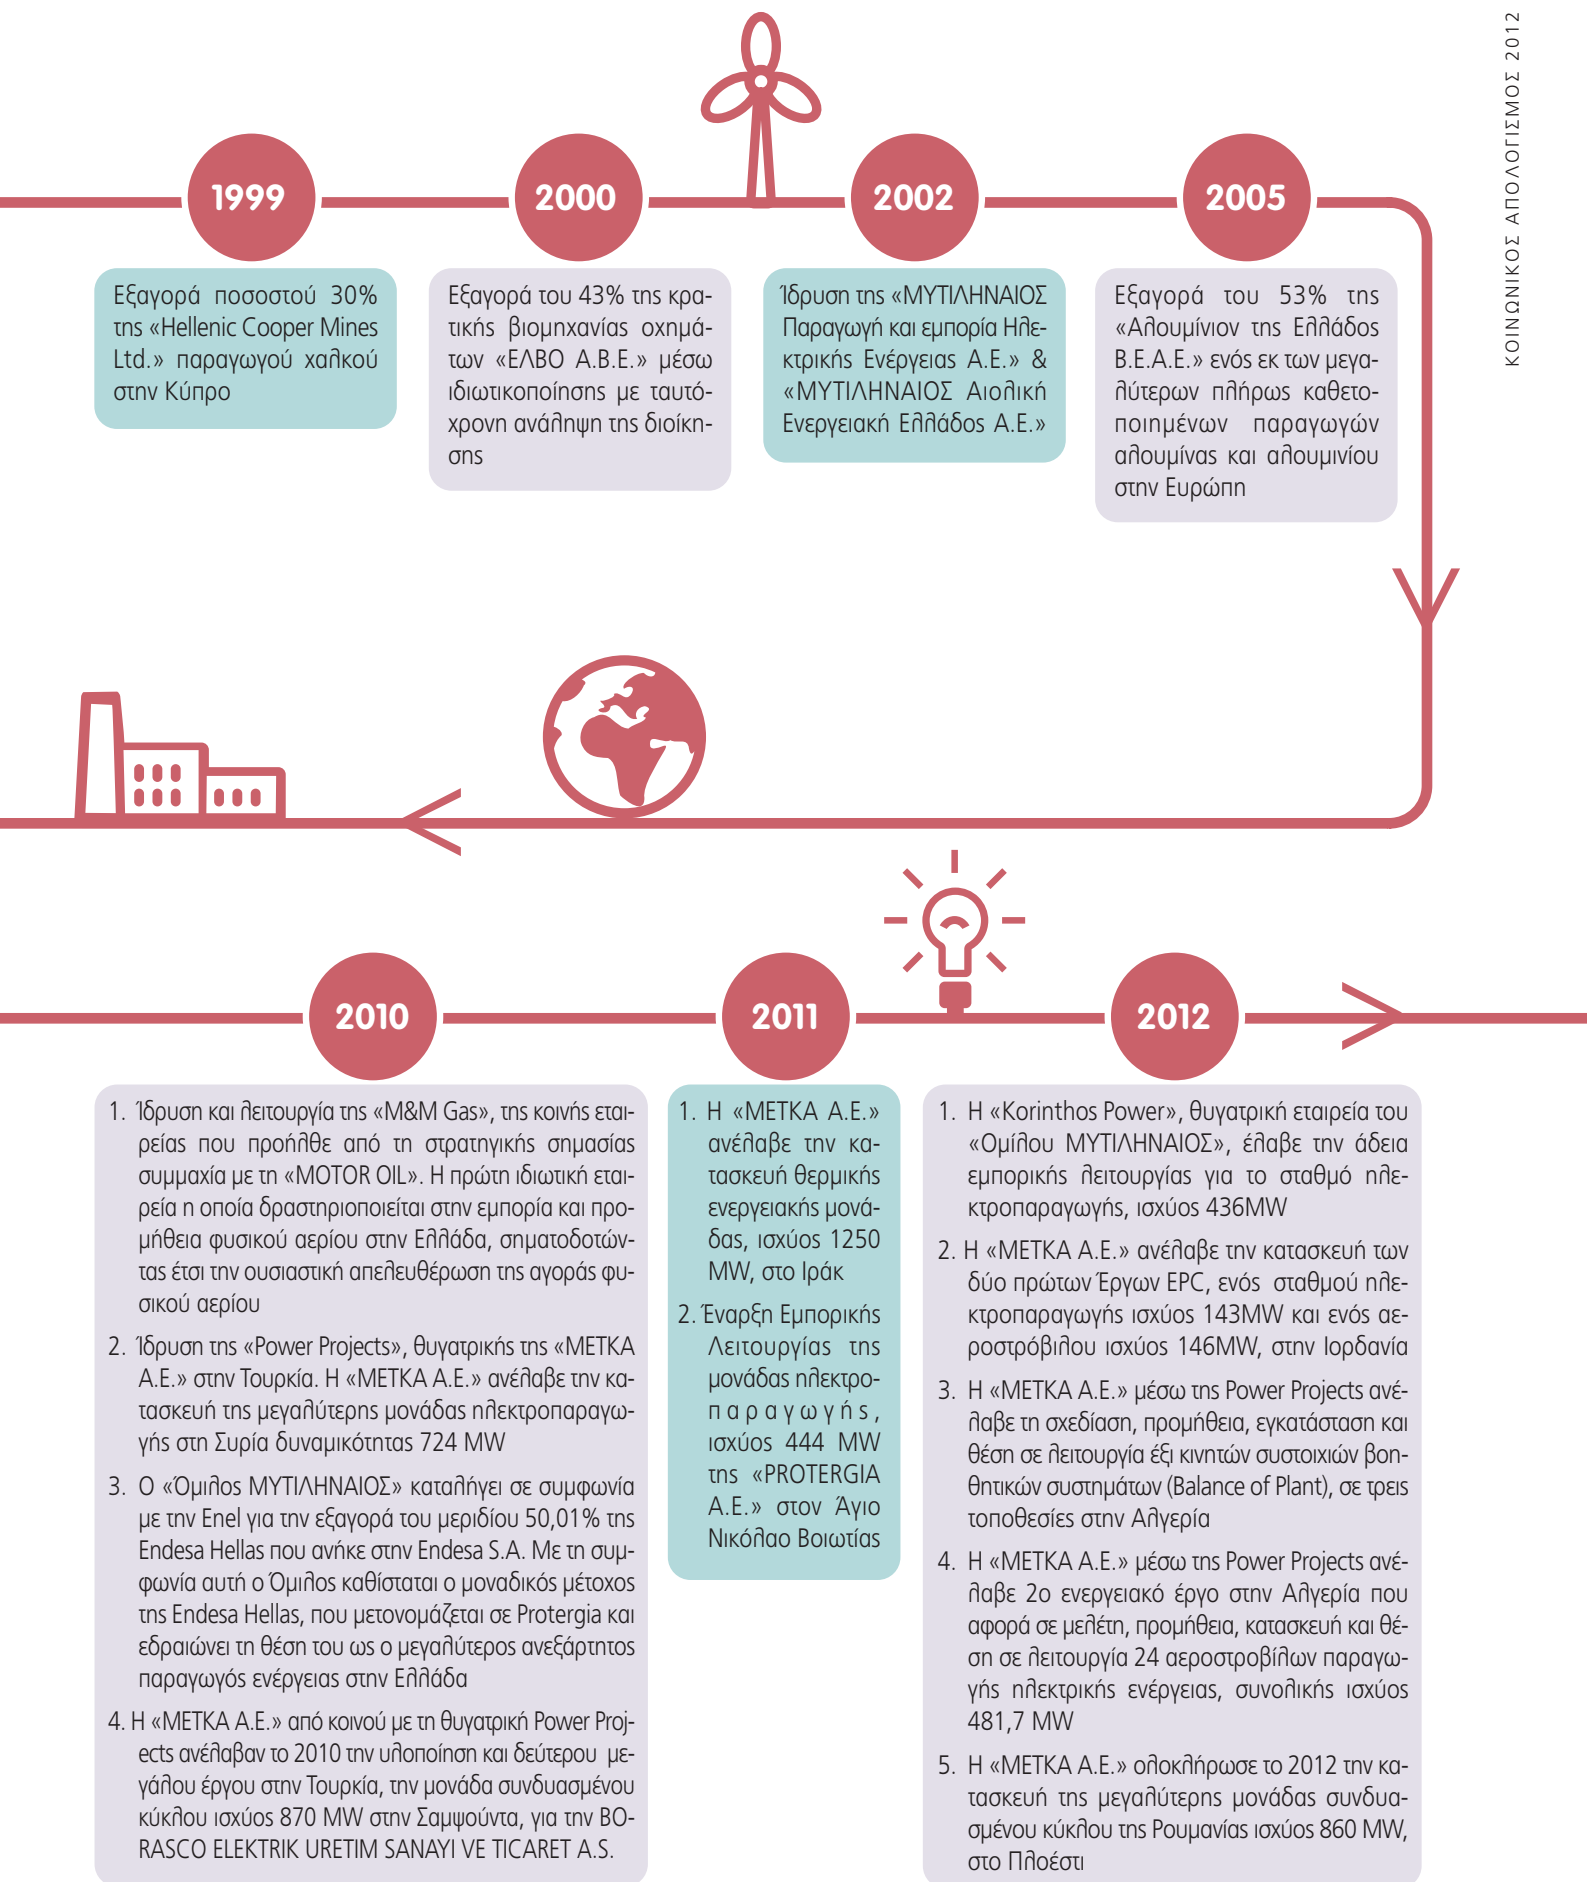 ΚΟΙΝΩΝΙΚΟΣ ΑΠΟΛΟΓΙΣΜΟΣ 2012
1999
Εξαγορά ποσοστού 30%
της «Hellenic Cooper Mines
Ltd.» παραγωγού χαλκού
στην Κύπρο
2000
Εξαγορά του 43% της κρα-
τικής βιομηχανίας οχημά-
των «ΕΛΒΟ Α.Β.Ε.» μέσω
ιδιωτικοποίησης με ταυτό-
χρονη ανάληψη της διοίκη-
σης
2002
Ίδρυση της «ΜΥΤΙΛΗΝΑΙΟΣ
Παραγωγή και εμπορία Ηλε-
κτρικής Ενέργειας Α.Ε.» &
«ΜΥΤΙΛΗΝΑΙΟΣ Αιολική
Ενεργειακή Ελλάδος Α.Ε.»
2005
Εξαγορά του 53% της
«Αλουμίνιον της Ελλάδος
Β.Ε.Α.Ε.» ενός εκ των μεγα-
λύτερων πλήρως καθετο-
ποιημένων παραγωγών
αλουμίνας και αλουμινίου
στην Ευρώπη
2010
1. Ίδρυση και λειτουργία της «M&M Gas», της κοινής εται-
ρείας που προήλθε από τη στρατηγικής σημασίας
συμμαχία με τη «MOTOR OIL». Η πρώτη ιδιωτική εται-
ρεία η οποία δραστηριοποιείται στην εμπορία και προ-
μήθεια φυσικού αερίου στην Ελλάδα, σηματοδοτών-
τας έτσι την ουσιαστική απελευθέρωση της αγοράς φυ-
σικού αερίου
2. Ίδρυση της «Power Projects», θυγατρικής της «ΜΕΤΚΑ
Α.Ε.» στην Τουρκία. Η «ΜΕΤΚΑ Α.Ε.» ανέλαβε την κα-
τασκευή της μεγαλύτερης μονάδας ηλεκτροπαραγω-
γής στη Συρία δυναμικότητας 724 MW
3. Ο «Όμιλος ΜΥΤΙΛΗΝΑΙΟΣ» καταλήγει σε συμφωνία
με την Enel για την εξαγορά του μεριδίου 50,01% της
Endesa Hellas που ανήκε στην Endesa S.A. Με τη συμ-
φωνία αυτή ο Όμιλος καθίσταται ο μοναδικός μέτοχος
της Endesa Hellas, που μετονομάζεται σε Protergia και
εδραιώνει τη θέση του ως ο μεγαλύτερος ανεξάρτητος
παραγωγός ενέργειας στην Ελλάδα
4. Η «ΜΕΤΚΑ Α.Ε.» από κοινού με τη θυγατρική Power Proj-
ects ανέλαβαν το 2010 την υλοποίηση και δεύτερου με-
γάλου έργου στην Τουρκία, την μονάδα συνδυασμένου
κύκλου ισχύος 870 MW στην Σαμψούντα, για την BO-
RASCO ELEKTRIK URETIM SANAYI VE TICARET A.S.
2011
1. Η «ΜΕΤΚΑ Α.Ε.»
ανέλαβε την κα-
τασκευή θερμικής
ενεργειακής μονά-
δας, ισχύος 1250
MW, στο Ιράκ
2. Έναρξη Εμπορικής
Λειτουργίας της
μονάδας ηλεκτρο-
παραγωγής,
ισχύος 444 MW
της «PROTERGIA
Α.Ε.» στον Άγιο
Νικόλαο Βοιωτίας
2012
1. Η «Korinthos Power», θυγατρική εταιρεία του
«Ομίλου ΜΥΤΙΛΗΝΑΙΟΣ», έλαβε την άδεια
εμπορικής λειτουργίας για το σταθμό ηλε-
κτροπαραγωγής, ισχύος 436MW
2. Η «ΜΕΤΚΑ Α.Ε.» ανέλαβε την κατασκευή των
δύο πρώτων Έργων EPC, ενός σταθμού ηλε-
κτροπαραγωγής ισχύος 143MW και ενός αε-
ροστρόβιλου ισχύος 146MW, στην Ιορδανία
3. Η «ΜΕΤΚΑ Α.Ε.» μέσω της Power Projects ανέ-
λαβε τη σχεδίαση, προμήθεια, εγκατάσταση και
θέση σε λειτουργία έξι κινητών συστοιχιών βοη-
θητικών συστημάτων (Balance of Plant), σε τρεις
τοποθεσίες στην Αλγερία
4. Η «ΜΕΤΚΑ Α.Ε.» μέσω της Power Projects ανέ-
λαβε 2ο ενεργειακό έργο στην Αλγερία που
αφορά σε μελέτη, προμήθεια, κατασκευή και θέ-
ση σε λειτουργία 24 αεροστροβίλων παραγω-
γής ηλεκτρικής ενέργειας, συνολικής ισχύος
481,7 MW
5. Η «ΜΕΤΚΑ Α.Ε.» ολοκλήρωσε το 2012 την κα-
τασκευή της μεγαλύτερης μονάδας συνδυα-
σμένου κύκλου της Ρουμανίας ισχύος 860 MW,
στο Πλοέστι